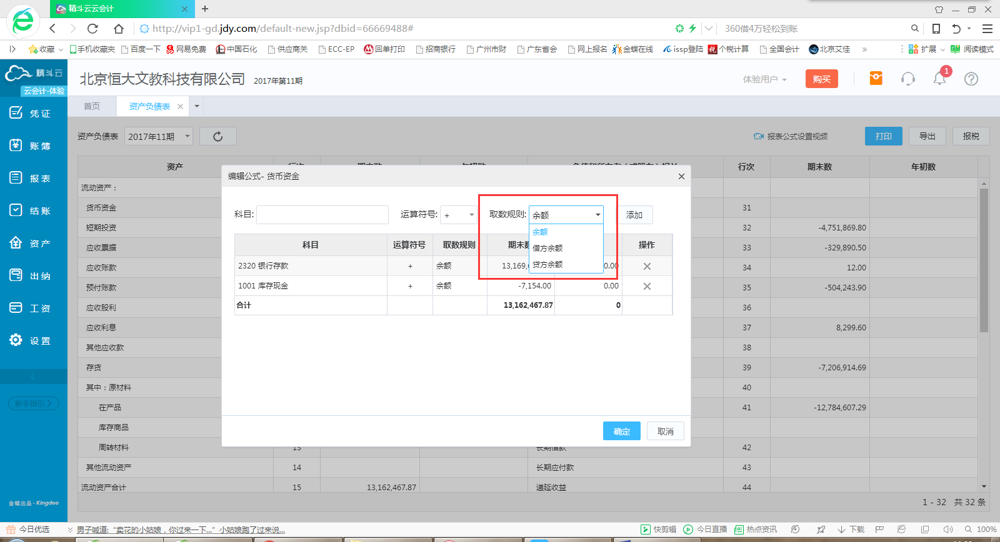 精斗云云会计
http://vip1-gd.jdy.com/default-new.jsp?dbid=66669488#
360借4万轻松到账
收藏 手机收藏夹 百度一下 网易免费 中国石化 供应商关 ECC-EP 回单打印 招商银行 广州市财 广东省会 网上报名 金蝶在线 issp登陆 个税计算 全国会计 北京艾佳 » 扩展 阅读模式
精斗云
云会计-体验
北京恒大文教科技有限公司 2017年第11期
体验用户 购买 1
首页 资产负债表
凭证
账簿
报表
结账
资产
出纳
工资
设置
新手指引
金蝶出品·Kingdee
资产负债表 2017年11期 报表公式设置视频 打印 导出 报税
资产 行次 期末数 年初数
流动资产：
货币资金 31
短期投资 32 -4,751,869.80
应收票据 33 -329,890.50
应收账款 34 12.00
预付账款 35 -504,243.90
应收股利 36
应收利息 37 8,299.60
其他应收款 38
存货 39 -7,206,914.69
其中：原材料 40
在产品 41 -12,784,607.29
库存商品
周转材料 13 长期借款 42
其他流动资产 14 长期应付款 43
流动资产合计 15 13,162,467.87 递延收益 44
1 - 32 共 32 条
编辑公式- 货币资金
科目: 运算符号: + 取数规则: 余额 添加
余额
借方余额
贷方余额
科目 运算符号 取数规则 期末数 操作
2320 银行存款 + 余额 13,169, 0.00
1001 库存现金 + 余额 -7,154.00 0.00
合计 13,162,467.87 0
确定 取消
今日优选 男子喊道:“卖花的小姑娘，你过来一下...”小姑娘跑了过来说... 快剪辑 今日直播 热点资讯 下载 100%